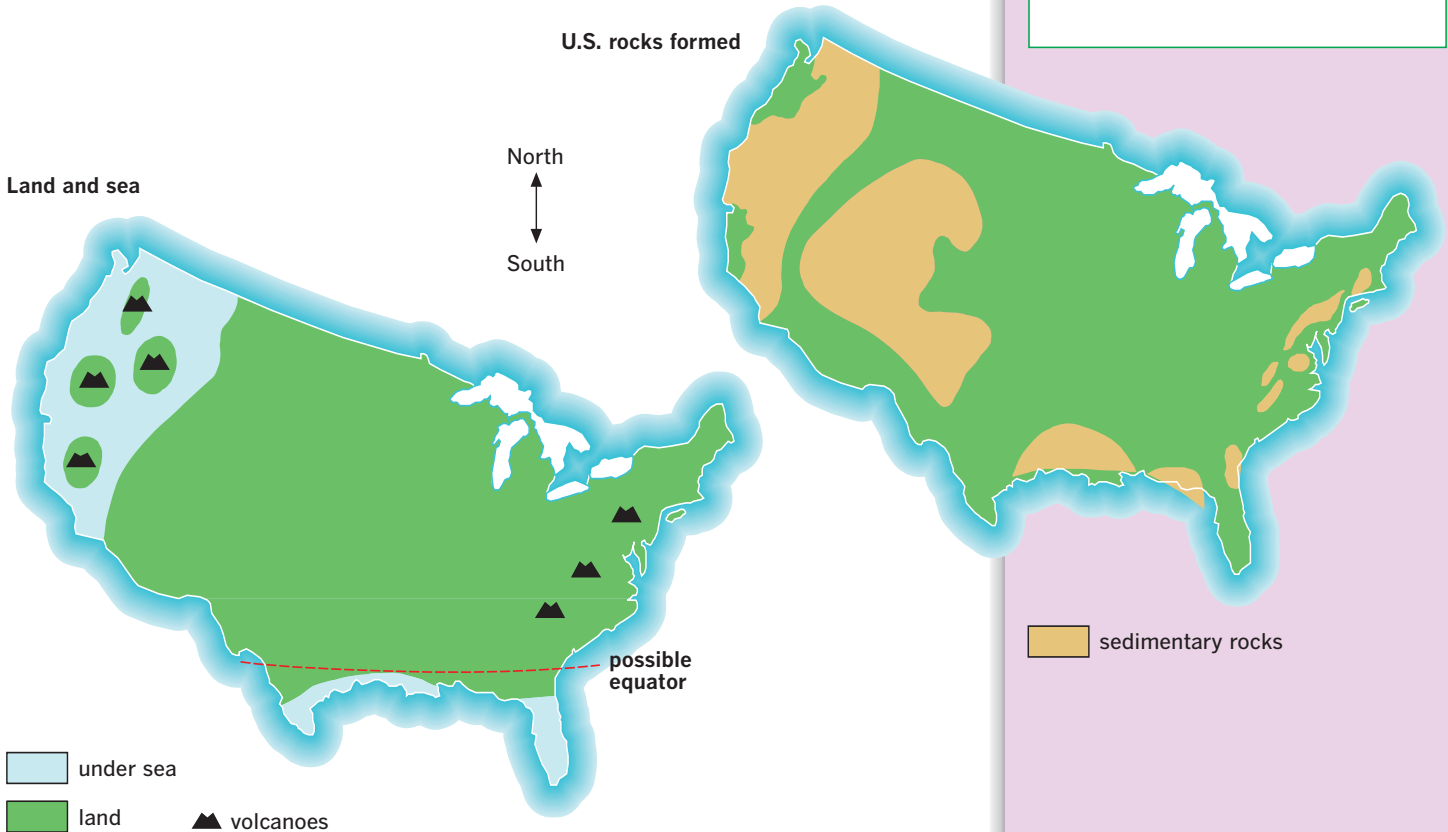 U.S. rocks formed
North
South
Land and sea
possible
equator
sedimentary rocks
under sea
land
volcanoes